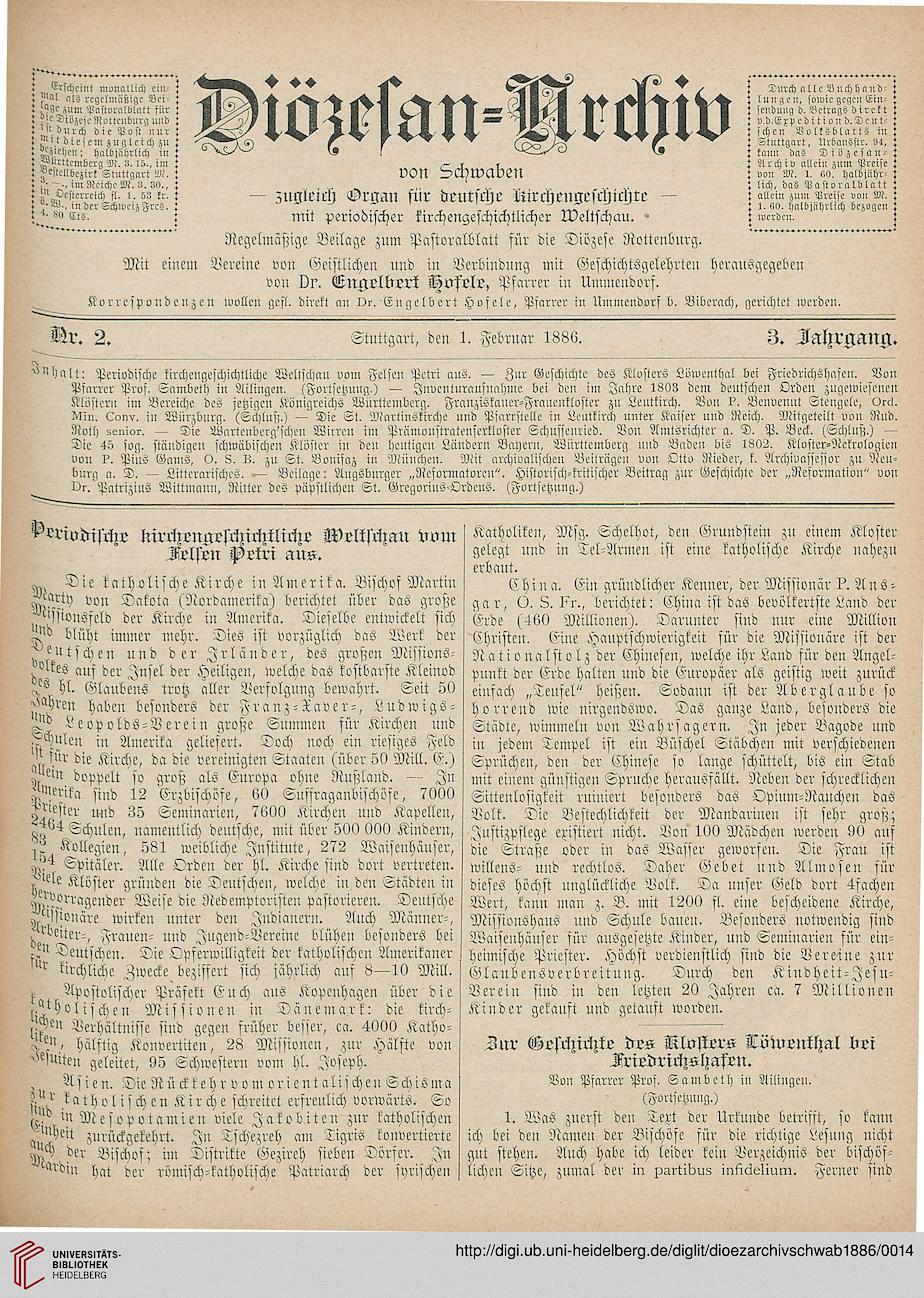 Erscheint monatlich ein-
mal als regelmäßige Bei-
lage zum Pastoralblatt für
die Diözese Rottenburg und
ist durch die Post nur
mit diesem zugleich zu
beziehen; halbjährlich in
Württemberg M. 3. 15., im
Bestellbezirk Stuttgart M.
3. —., im Reiche M. 3. 30.,
in Oesterreich fl. 1. 53 kr.
ö. W., in der Schweiz Frcs.
4. 80 Cts.
Diözesan-Archiv
von Schwaben
— zugleich Organ für deutsche Kirchengeschichte —
mit periodischer kirchengeschichtlicher Weltschau.
Durch alle Buchhand-
lungen, sowie gegen Ein-
sendung d. Betrags direkt
v. d. Expedition d. Deut-
schen Volksblatts in
Stuttgart, Urbansstr. 94,
kann das Diözesan-
Archiv allein zum Preise
von M. 1. 60. halbjähr-
lich, das Pastoralblatt
allein zum Preise von M.
1. 60. halbjährlich bezogen
werden.
Regelmäßige Beilage zum Pastoralblatt für die Diözese Rottenburg.
Mit einem Vereine von Geistlichen und in Verbindung mit Geschichtsgelehrten herausgegeben
von Dr. Engelbert Hofele, Pfarrer in Ummendorf.
Korrespondenzen wollen gefl. direkt an Dr. Engelbert Hofele, Pfarrer in Ummendorf b. Biberach, gerichtet werden.
Nr. 2.
Stuttgart, den 1. Februar 1886.
3. Jahrgang.
Inhalt: Periodische kirchengeschichtliche Weltschau vom Felsen Petri aus. — Zur Geschichte des Klosters Löwenthal bei Friedrichshafen. Von
Pfarrer Prof. Sambeth in Ailingen. (Fortsetzung.) — Inventuraufnahme bei den im Jahre 1803 dem deutschen Orden zugewiesenen
Klöstern im Bereiche des jetzigen Königreichs Württemberg. Franziskaner-Frauenkloster zu Leutkirch. Von P. Benvenut Stengele, Ord.
Min. Conv. in Würzburg. (Schluß.) — Die St. Martinskirche und Pfarrstelle in Leutkirch unter Kaiser und Reich. Mitgeteilt von Rud.
Roth senior. — Die Wartenberg'schen Wirren im Prämonstratenserkloster Schussenried. Von Amtsrichter a. D. P. Beck. (Schluß.) —
Die 45 sog. ständigen schwäbischen Klöster in den heutigen Ländern Bayern, Württemberg und Baden bis 1802. Kloster-Nekrologien
von P. Pius Gams, O. S. B. zu St. Bonifaz in München. Mit archivalischen Beiträgen von Otto Rieder, k. Archivassessor zu Neu-
burg a. D. — Litterarisches. — Beilage: Augsburger „Reformatoren“. Historisch-kritischer Beitrag zur Geschichte der „Reformation“ von
Dr. Patrizius Wittmann, Ritter des päpstlichen St. Gregorius-Ordens. (Fortsetzung.)
Periodische kirchengeschichtliche Weltschau vom
Felsen Petri aus.
Die katholische Kirche in Amerika. Bischof Martin
Marty von Dakota (Nordamerika) berichtet über das große
Missionsfeld der Kirche in Amerika. Dieselbe entwickelt sich
und blüht immer mehr. Dies ist vorzüglich das Werk der
Deutschen und der Irländer, des großen Missions-
volkes auf der Insel der Heiligen, welche das kostbarste Kleinod
des hl. Glaubens trotz aller Verfolgung bewahrt. Seit 50
Jahren haben besonders der Franz-Xaver-, Ludwigs-
und Leopolds-Verein große Summen für Kirchen und
Schulen in Amerika geliefert. Doch noch ein riesiges Feld
ist für die Kirche, da die vereinigten Staaten (über 50 Mill. E.)
allein doppelt so groß als Europa ohne Rußland. — In
Amerika sind 12 Erzbischöfe, 60 Suffraganbischöfe, 7000
Priester und 35 Seminarien, 7600 Kirchen und Kapellen,
2464 Schulen, namentlich deutsche, mit über 500 000 Kindern,
83 Kollegien, 581 weibliche Institute, 272 Waisenhäuser,
154 Spitäler. Alle Orden der hl. Kirche sind dort vertreten.
Viele Klöster gründen die Deutschen, welche in den Städten in
hervorragender Weise die Redemptoristen pastorieren. Deutsche
Missionäre wirken unter den Indianern. Auch Männer-,
Arbeiter-, Frauen- und Jugend-Vereine blühen besonders bei
den Deutschen. Die Opferwilligkeit der katholischen Amerikaner
für kirchliche Zwecke beziffert sich jährlich auf 8—10 Mill.
Apostolischer Präfekt Euch aus Kopenhagen über die
katholischen Missionen in Dänemark: die kirch-
lichen Verhältnisse sind gegen früher besser, ca. 4000 Katho-
liken, hälftig Konvertiten, 28 Missionen, zur Hälfte von
Jesuiten geleitet, 95 Schwestern vom hl. Joseph.
Asien. Die Rückkehr vom orientalischen Schisma
zur katholischen Kirche schreitet erfreulich vorwärts. So
sind in Mesopotamien viele Jakobiten zur katholischen
Einheit zurückgekehrt. In Tschezreh am Tigris konvertierte
auch der Bischof; im Distrikte Gezireh sieben Dörfer. In
Mardin hat der römisch-katholische Patriarch der syrischen
Katholiken, Msg. Schelhot, den Grundstein zu einem Kloster
gelegt und in Tel-Armen ist eine katholische Kirche nahezu
erbaut.
China. Ein gründlicher Kenner, der Missionär P. Ans-
gar, O. S. Fr., berichtet: China ist das bevölkertste Land der
Erde (460 Millionen). Darunter sind nur eine Million
Christen. Eine Hauptschwierigkeit für die Missionäre ist der
Nationalstolz der Chinesen, welche ihr Land für den Angel-
punkt der Erde halten und die Europäer als geistig weit zurück
einfach „Teufel“ heißen. Sodann ist der Aberglaube so
horrend wie nirgendswo. Das ganze Land, besonders die
Städte, wimmeln von Wahrsagern. In jeder Bagode und
in jedem Tempel ist ein Büschel Stäbchen mit verschiedenen
Sprüchen, den der Chinese so lange schüttelt, bis ein Stab
mit einem günstigen Spruche herausfällt. Neben der schrecklichen
Sittenlosigkeit ruiniert besonders das Opium-Rauchen das
Volk. Die Bestechlichkeit der Mandarinen ist sehr groß;
Justizpflege existiert nicht. Von 100 Mädchen werden 90 auf
die Straße oder in das Wasser geworfen. Die Frau ist
willens- und rechtlos. Daher Gebet und Almosen für
dieses höchst unglückliche Volk. Da unser Geld dort 4fachen
Wert, kann man z. B. mit 1200 fl. eine bescheidene Kirche,
Missionshaus und Schule bauen. Besonders notwendig sind
Waisenhäuser für ausgesetzte Kinder, und Seminarien für ein-
heimische Priester. Höchst verdienstlich sind die Vereine zur
Glaubensverbreitung. Durch den Kindheit-Jesu-
Verein sind in den letzten 20 Jahren ca. 7 Millionen
Kinder gekauft und getauft worden.
Zur Geschichte des Klosters Löwenthal bei
Friedrichshafen.
Von Pfarrer Prof. Sambeth in Ailingen.
(Fortsetzung.)
1. Was zuerst den Text der Urkunde betrifft, so kann
ich bei den Namen der Bischöfe für die richtige Lesung nicht
gut stehen. Auch habe ich leider kein Verzeichnis der bischöf-
lichen Sitze, zumal der in partibus infidelium. Ferner sind
UNIVERSITÄTS-
BIBLIOTHEK
HEIDELBERG
http://digi.ub.uni-heidelberg.de/diglit/dioezarchivschwab1886/0014